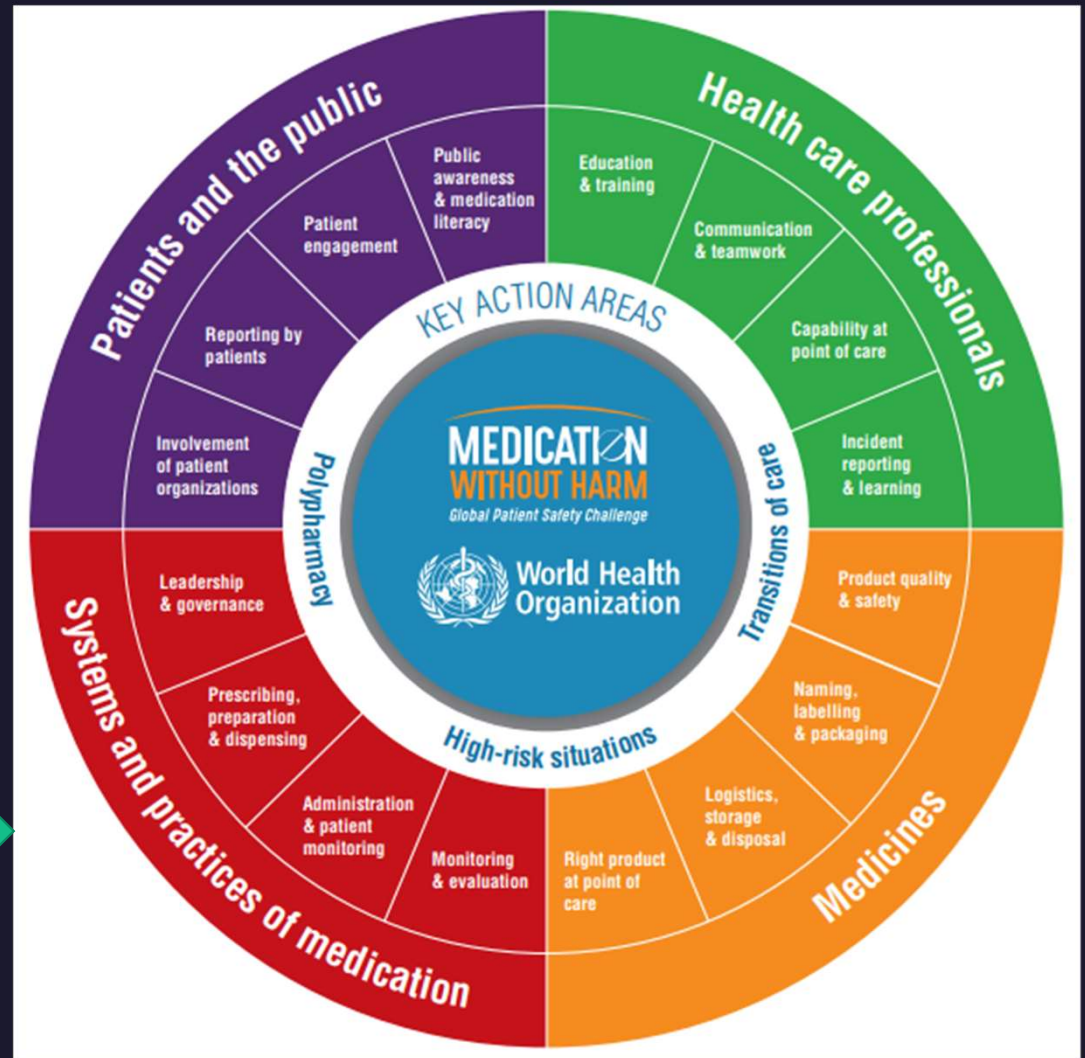 Patients and the public
Public
awareness
& medication
literacy
Patient
engagement
Reporting by
patients
Involvement
of patient
organizations
Health care professionals
Education
& training
Communication
& teamwork
Capability at
point of care
Incident
reporting
& learning
KEY ACTION AREAS
Polypharmacy
Transitions of care
High-risk situations
MEDICATION
WITHOUT HARM
Global Patient Safety Challenge
World Health
Organization
Systems and practices of medication
Leadership
& governance
Prescribing,
preparation
& dispensing
Administration
& patient
monitoring
Monitoring
& evaluation
Medicines
Product quality
& safety
Naming,
labelling
& packaging
Logistics,
storage
& disposal
Right product
at point of
care